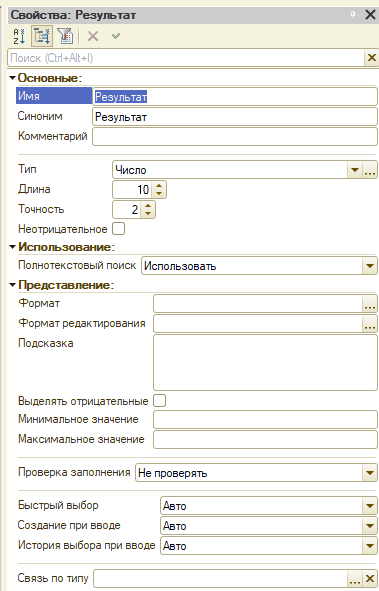 Свойства: Результат
Поиск (Ctrl+Alt+I)
Основные:
Имя Результат
Синоним Результат
Комментарий
Тип Число ...
Длина 10
Точность 2
Неотрицательное
Использование:
Полнотекстовый поиск Использовать
Представление:
Формат ...
Формат редактирования ...
Подсказка
Выделять отрицательные
Минимальное значение
Максимальное значение
Проверка заполнения Не проверять
Быстрый выбор Авто
Создание при вводе Авто
История выбора при вводе Авто
Связь по типу ...